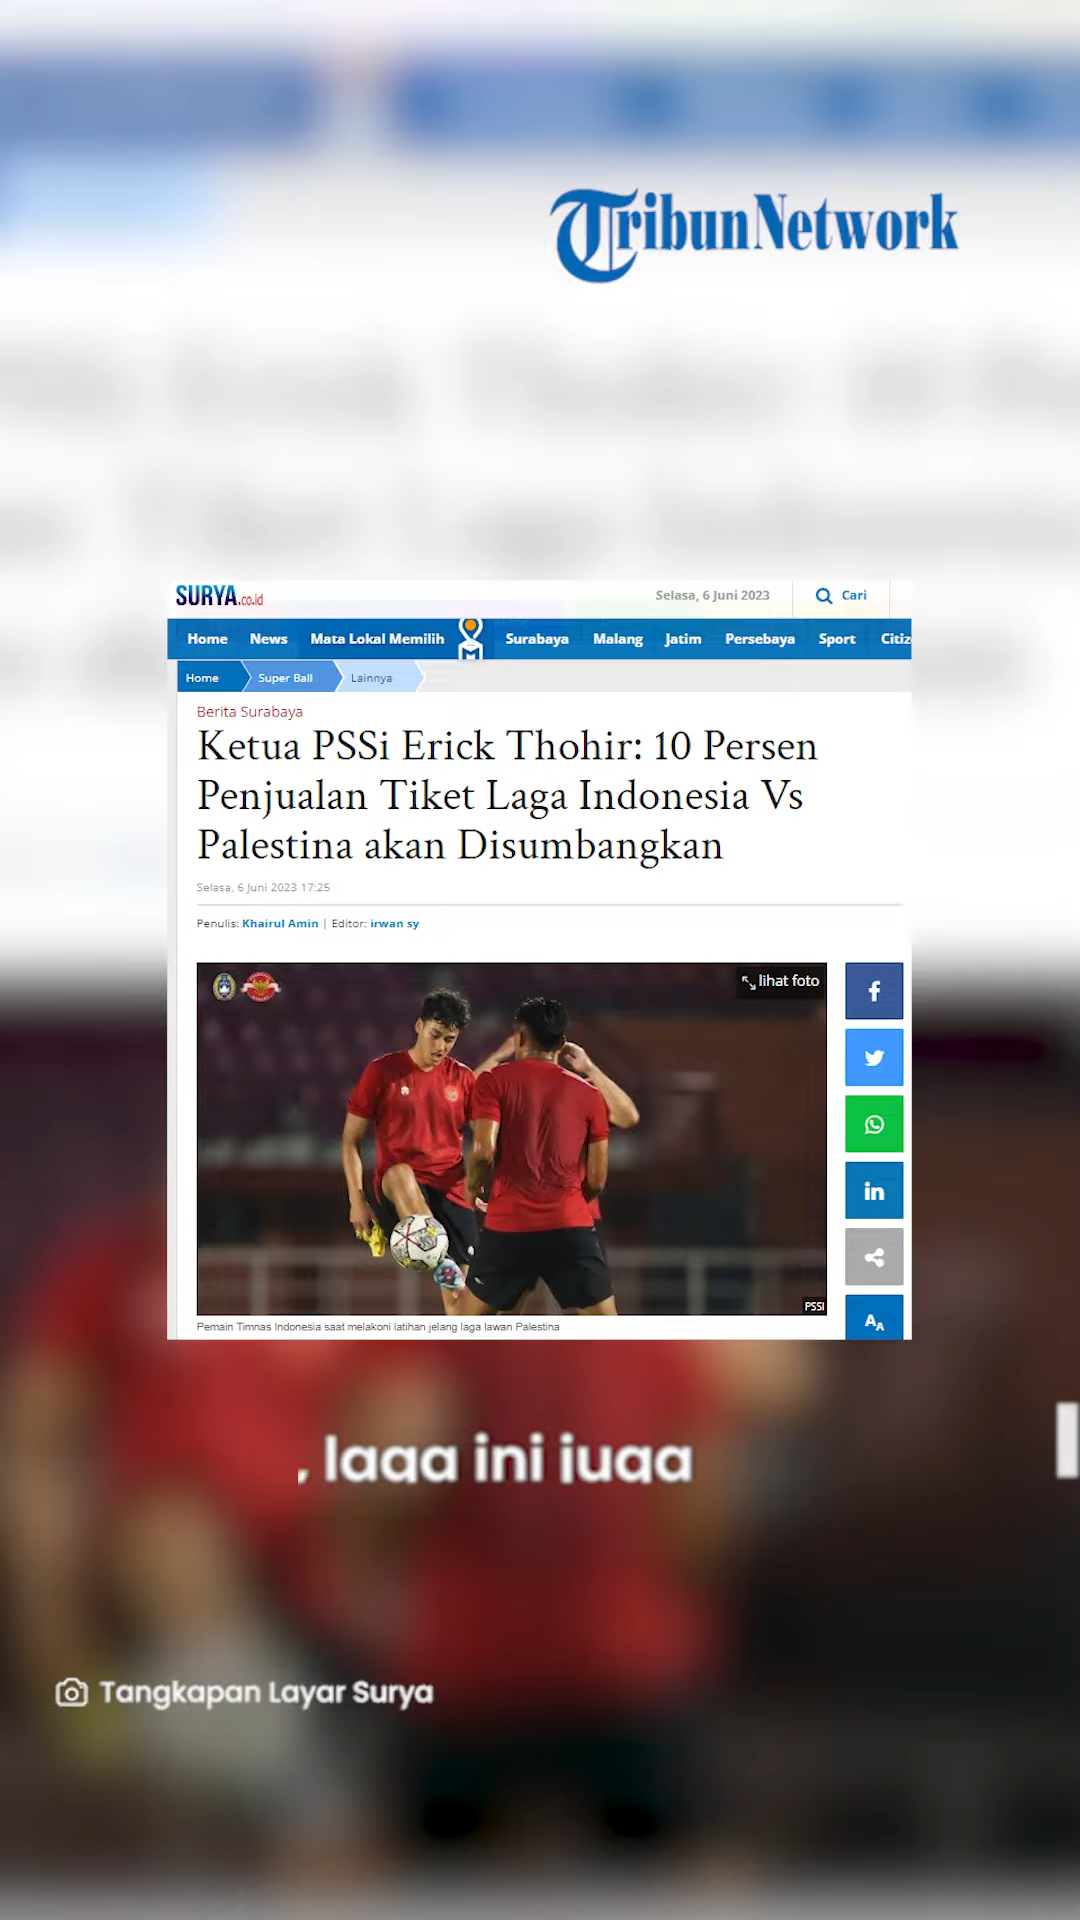 TribunNetwork
SURYA.co.id
Selasa, 6 Juni 2023
Cari
Home News Mata Lokal Memilih Surabaya Malang Jatim Persebaya Sport Citiz
Home Super Ball Lainnya
Berita Surabaya
Ketua PSSi Erick Thohir: 10 Persen
Penjualan Tiket Laga Indonesia Vs
Palestina akan Disumbangkan
Selasa, 6 Juni 2023 17:25
Penulis: Khairul Amin | Editor: irwan sy
lihat foto
PSSI
Pemain Timnas Indonesia saat melakoni latihan jelang laga lawan Palestina
, laga ini juga
Tangkapan Layar Surya